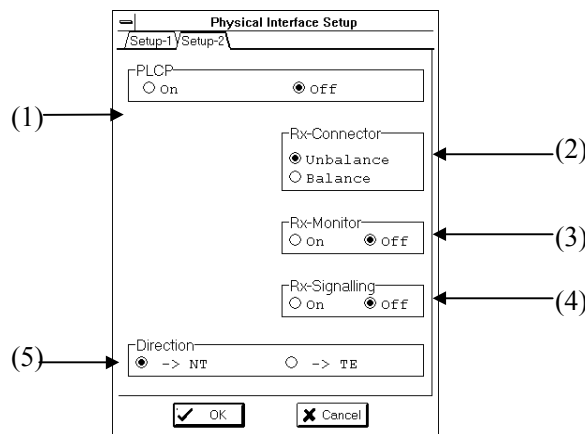 Physical Interface Setup
Setup-1 Setup-2
PLCP
On Off
(1)
Rx-Connector
Unbalance
(2)
Balance
Rx-Monitor
On Off
(3)
Rx-Signalling
On Off
(4)
Direction
(5)
-> NT -> TE
OK Cancel